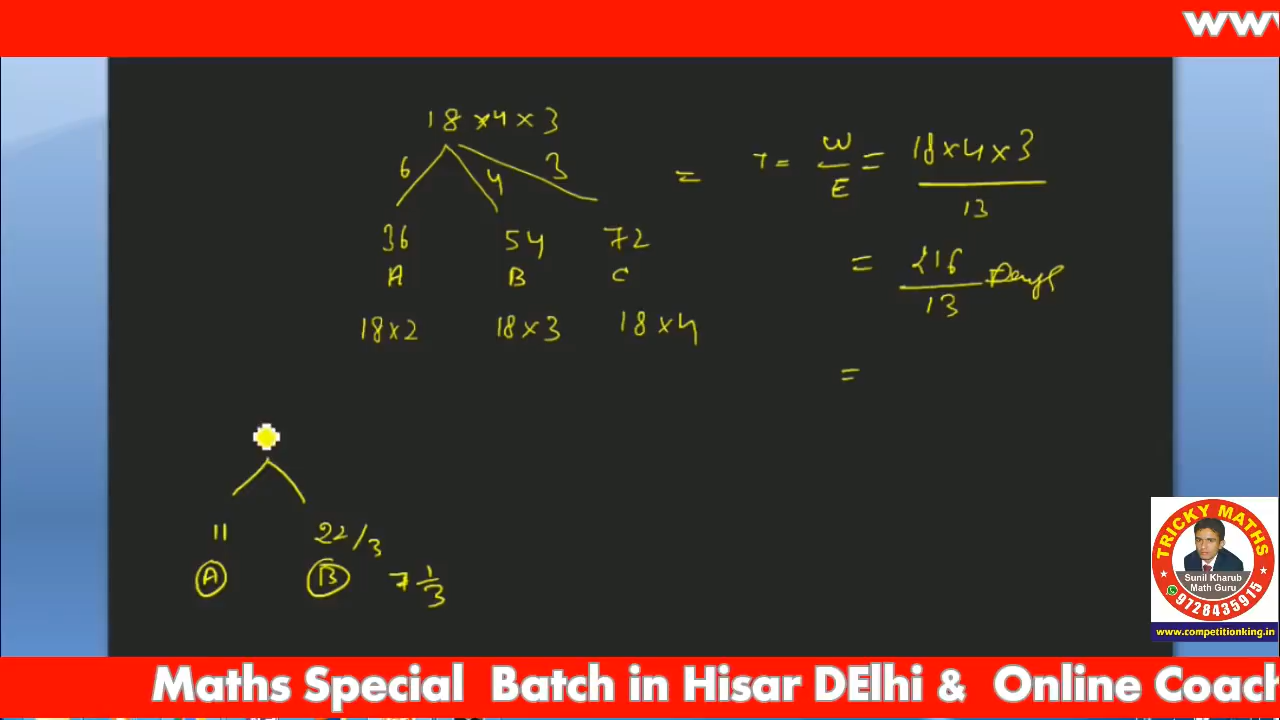 WWW
18 x 4 x 3
6 4 3
36 54 72
A B C
18 x 2 18 x 3 18 x 4
=
T = W/E = 18 x 4 x 3 / 13
= 216/13 Days
=
11 22/3
A B 7 1/3
TRICKY MATHS
Sunil Kharub
Math Guru
9728435915
www.competitionking.in
Maths Special Batch in Hisar DElhi & Online Coach